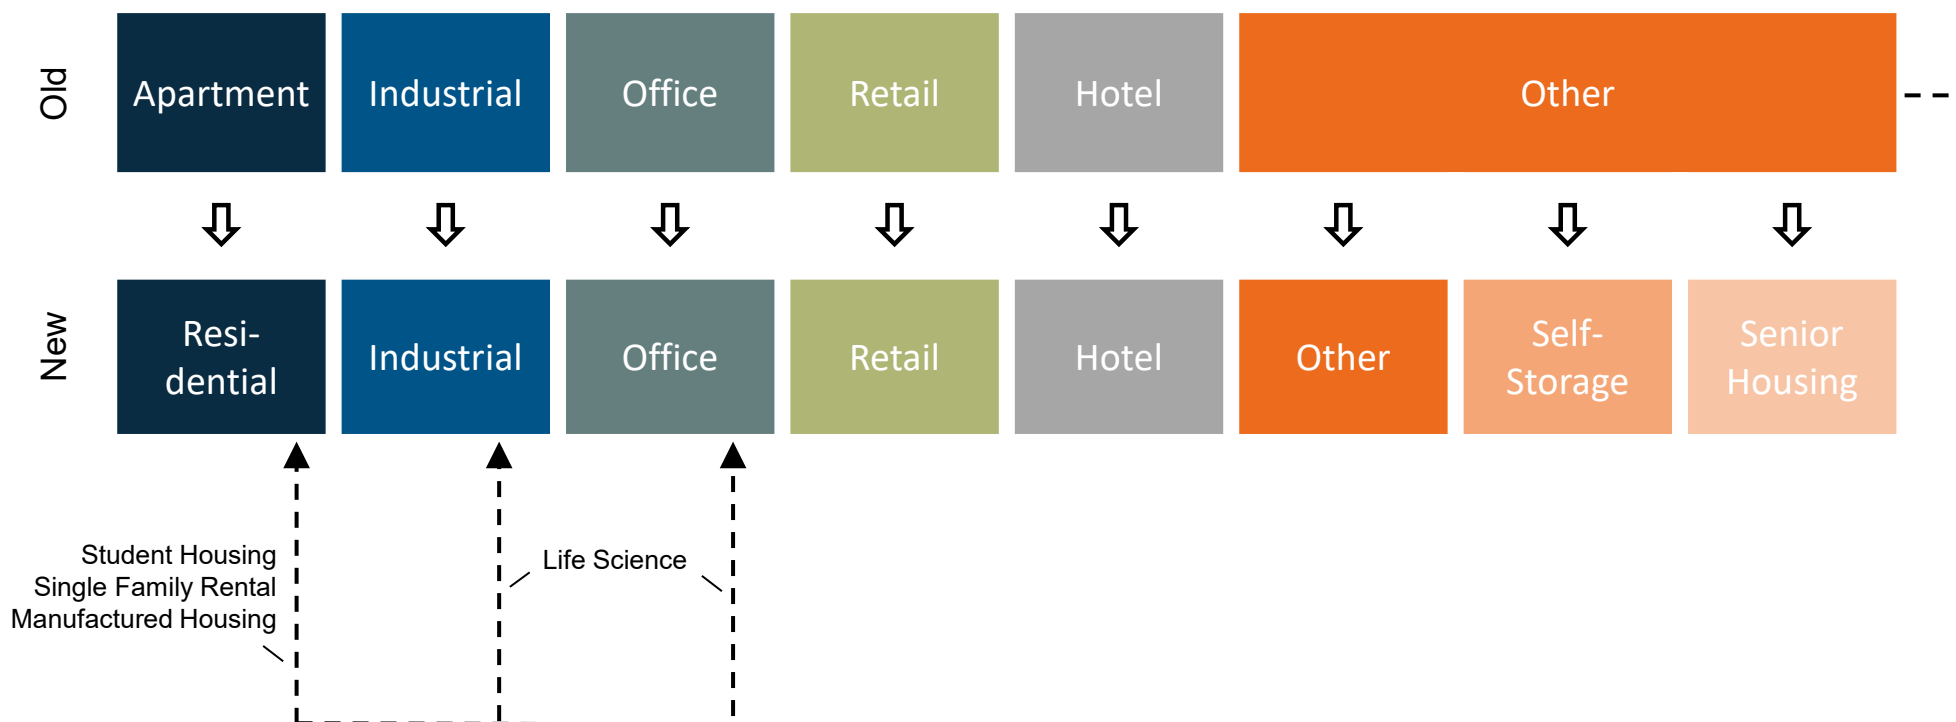 Old
Apartment
Industrial
Office
Retail
Hotel
Other
New
Resi-
dential
Industrial
Office
Retail
Hotel
Other
Self-
Storage
Senior
Housing
Student Housing
Single Family Rental
Manufactured Housing
Life Science